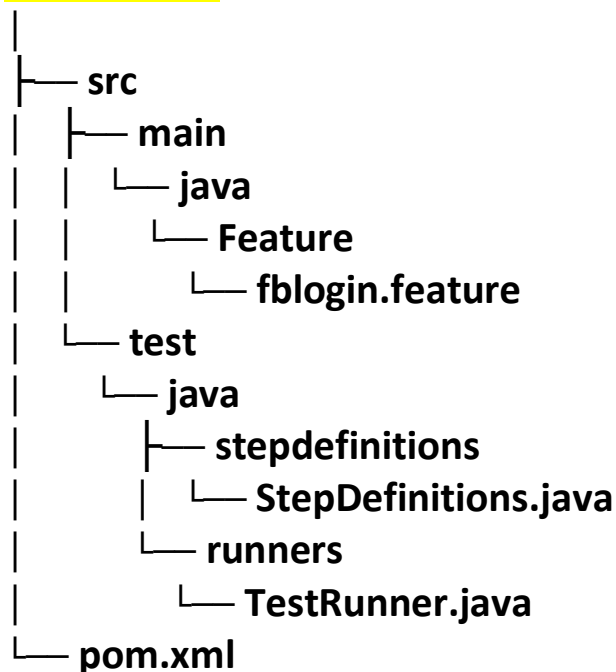 │
├── src
│ ├── main
│ │ └── java
│ │ └── Feature
│ │ └── fblogin.feature
│ └── test
│ └── java
│ ├── stepdefinitions
│ │ └── StepDefinitions.java
│ └── runners
│ └── TestRunner.java
└── pom.xml